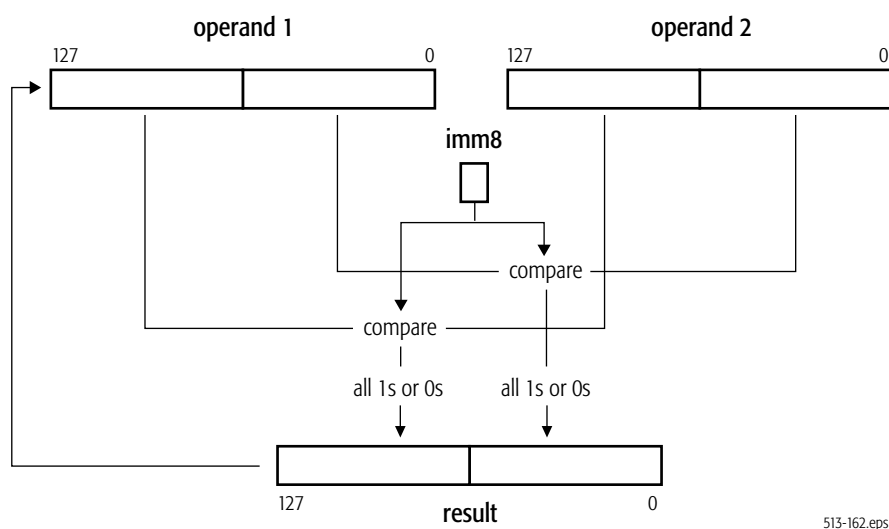 operand 1
operand 2
127 0
127 0
imm8
compare
compare
all 1s or 0s all 1s or 0s
127 0
result
513-162.eps